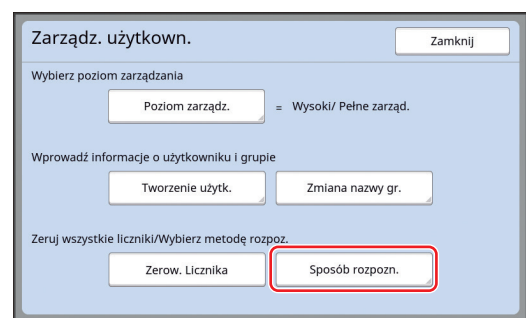 Zarządz. użytkown.
Zamknij
Wybierz poziom zarządzania
Poziom zarządz. = Wysoki/ Pełne zarząd.
Wprowadź informacje o użytkowniku i grupie
Tworzenie użytk. Zmiana nazwy gr.
Zeruj wszystkie liczniki/Wybierz metodę rozpoz.
Zerow. Licznika Sposób rozpozn.